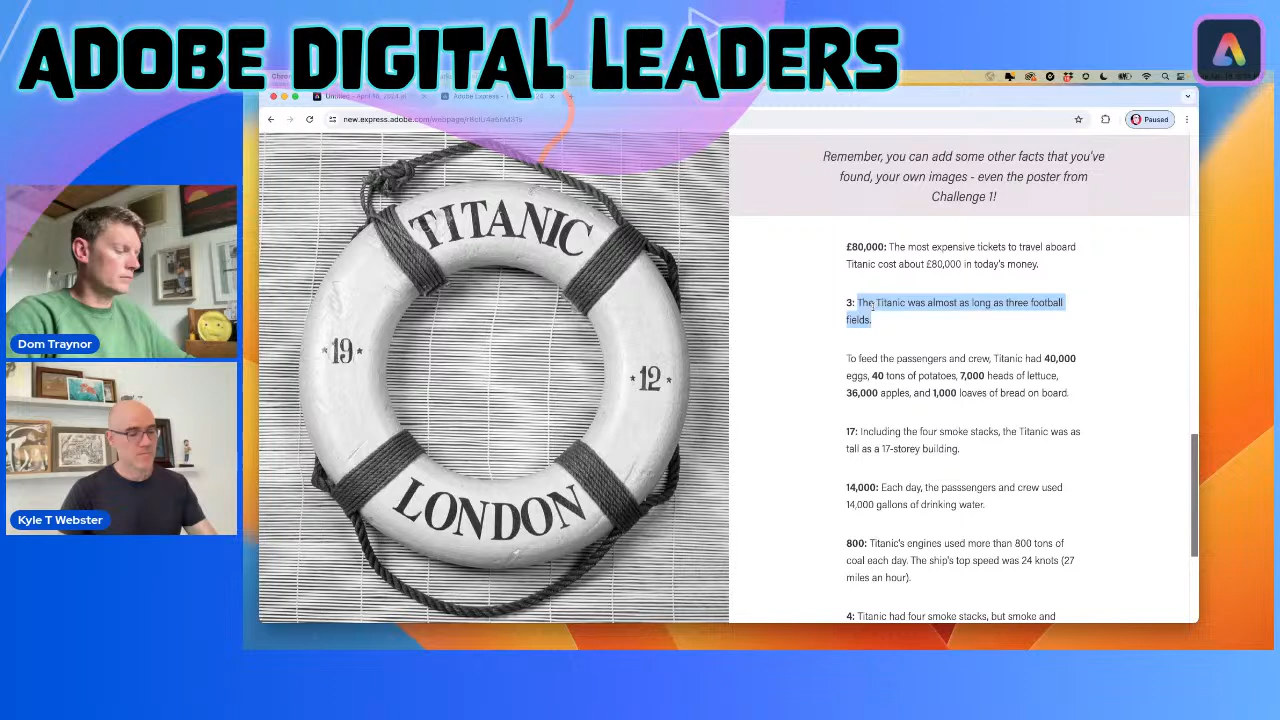 ADOBE DIGITAL LEADERS
new.express.adobe.com/webpage/
Paused
Remember, you can add some other facts that you've
found, your own images - even the poster from
Challenge 1!
£80,000: The most expensive tickets to travel aboard
Titanic cost about £80,000 in today's money.
3: The Titanic was almost as long as three football
fields.
To feed the passengers and crew, Titanic had 40,000
eggs, 40 tons of potatoes, 7,000 heads of lettuce,
36,000 apples, and 1,000 loaves of bread on board.
17: Including the four smoke stacks, the Titanic was as
tall as a 17-storey building.
14,000: Each day, the passengers and crew used
14,000 gallons of drinking water.
800: Titanic's engines used more than 800 tons of
coal each day. The ship's top speed was 24 knots (27
miles an hour).
4: Titanic had four smoke stacks, but smoke and
TITANIC
19
12
LONDON
Dom Traynor
Kyle T Webster